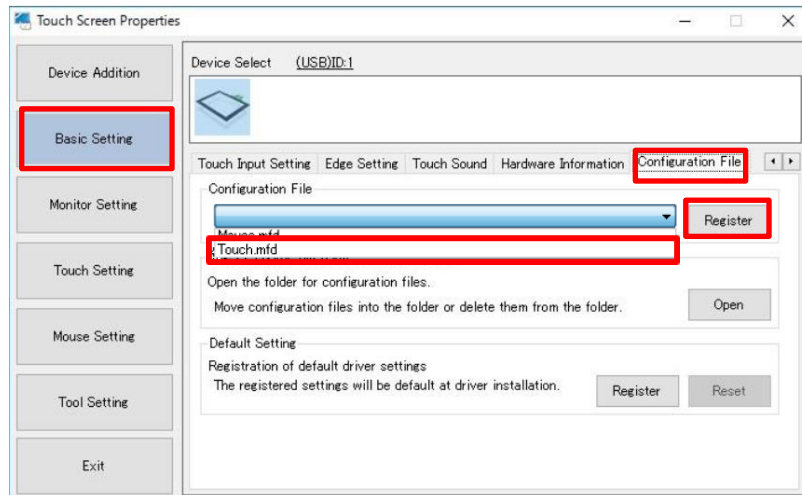 Touch Screen Properties
Device Addition
Basic Setting
Monitor Setting
Touch Setting
Mouse Setting
Tool Setting
Exit
Device Select (USB)ID:1
Touch Input Setting Edge Setting Touch Sound Hardware Information Configuration File
Configuration File
Register
Mouse.mfd
Touch.mfd
Open the folder for configuration files.
Move configuration files into the folder or delete them from the folder.
Open
Default Setting
Registration of default driver settings
The registered settings will be default at driver installation.
Register Reset